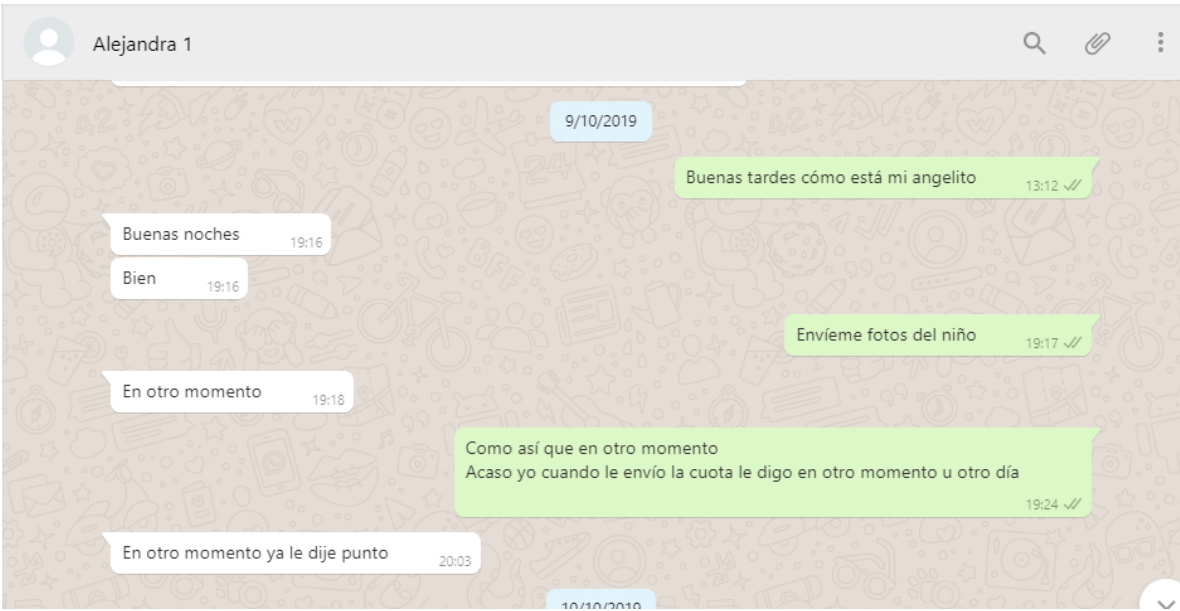 Alejandra 1
9/10/2019
Buenas tardes cómo está mi angelito
13:12
Buenas noches
19:16
Bien
19:16
Envíeme fotos del niño
19:17
En otro momento
19:18
Como así que en otro momento
Acaso yo cuando le envío la cuota le digo en otro momento u otro día
19:24
En otro momento ya le dije punto
20:03
10/10/2019